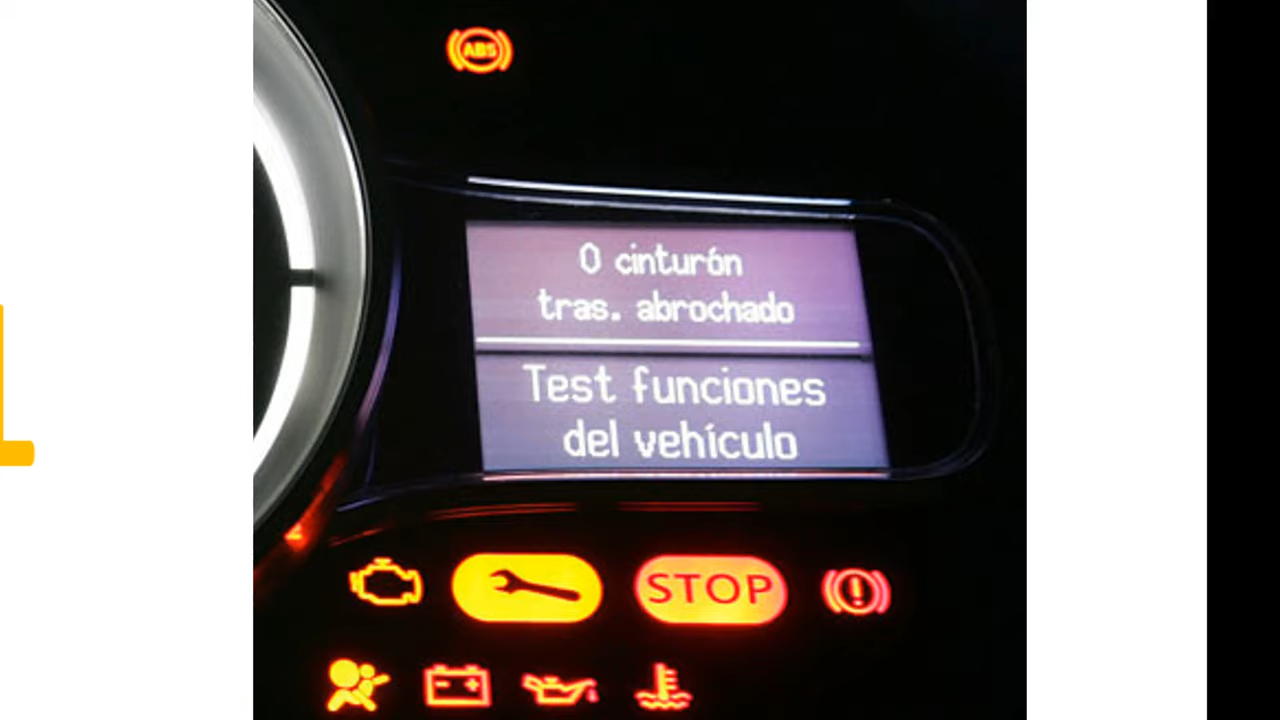 ABS
0 cinturón
tras. abrochado
Test funciones
del vehículo
STOP